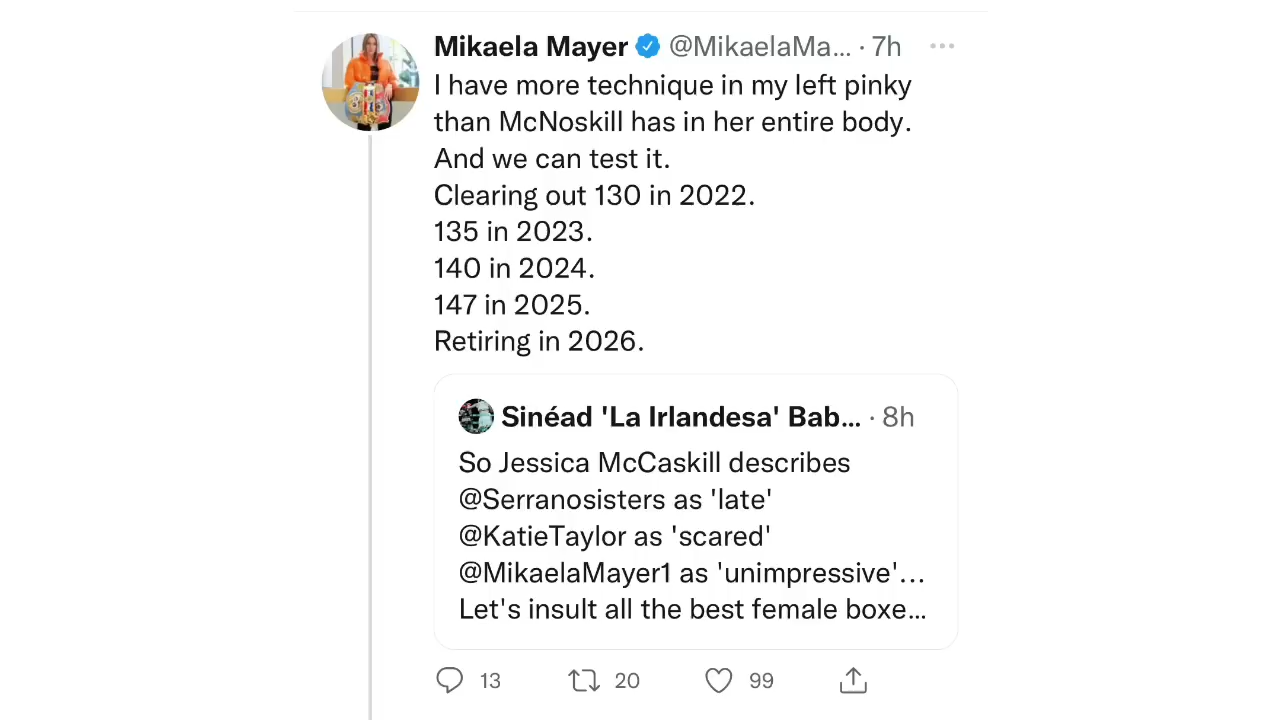 Mikaela Mayer @MikaelaMa... · 7h
I have more technique in my left pinky
than McNoskill has in her entire body.
And we can test it.
Clearing out 130 in 2022.
135 in 2023.
140 in 2024.
147 in 2025.
Retiring in 2026.
Sinéad 'La Irlandesa' Bab... · 8h
So Jessica McCaskill describes
@Serranosisters as 'late'
@KatieTaylor as 'scared'
@MikaelaMayer1 as 'unimpressive'...
Let's insult all the best female boxe...
13 20 99